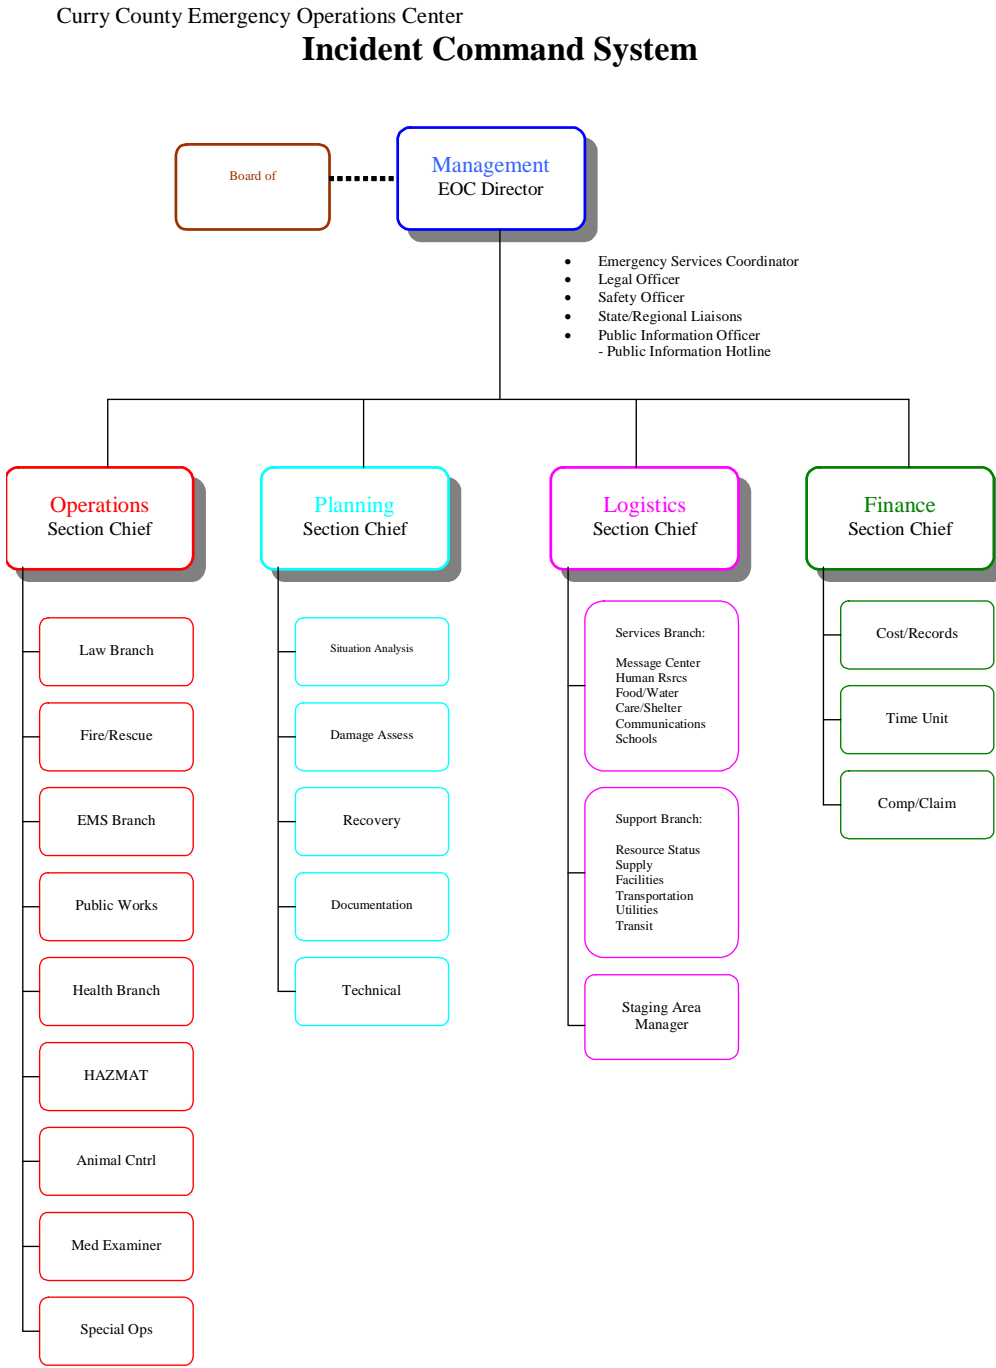 Curry County Emergency Operations Center
Incident Command System
Board of
Management
EOC Director
• Emergency Services Coordinator
• Legal Officer
• Safety Officer
• State/Regional Liaisons
• Public Information Officer
- Public Information Hotline
Operations
Section Chief
Law Branch
Fire/Rescue
EMS Branch
Public Works
Health Branch
HAZMAT
Animal Cntrl
Med Examiner
Special Ops
Planning
Section Chief
Situation Analysis
Damage Assess
Recovery
Documentation
Technical
Logistics
Section Chief
Services Branch:
Message Center
Human Rsrcs
Food/Water
Care/Shelter
Communications
Schools
Support Branch:
Resource Status
Supply
Facilities
Transportation
Utilities
Transit
Staging Area
Manager
Finance
Section Chief
Cost/Records
Time Unit
Comp/Claim